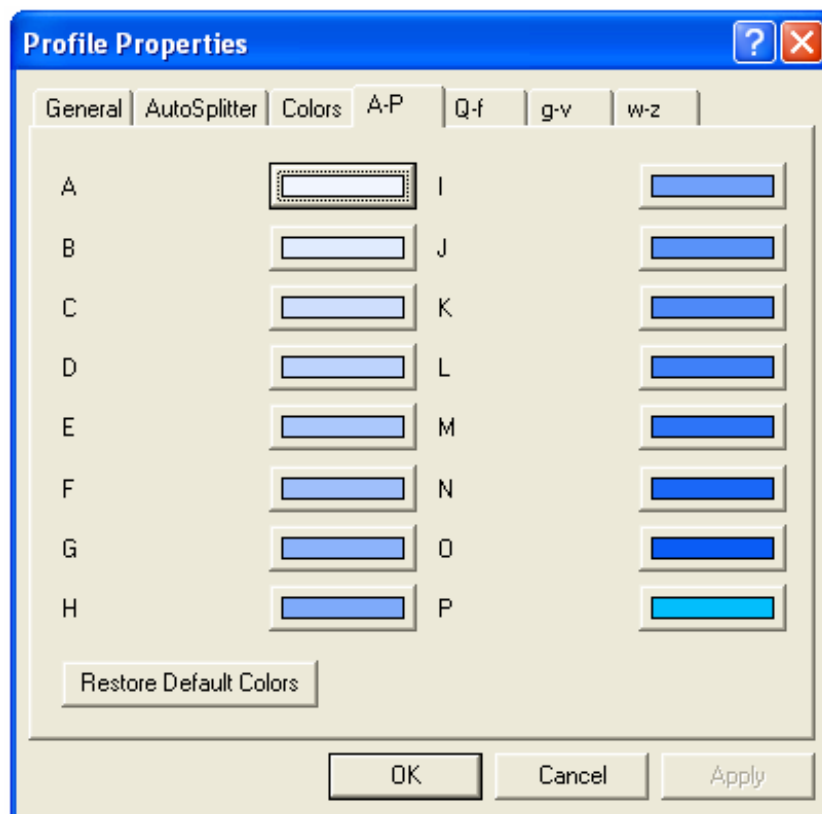 Profile Properties
General AutoSplitter Colors A-P Q-f g-v w-z
A I
B J
C K
D L
E M
F N
G O
H P
Restore Default Colors
OK Cancel Apply